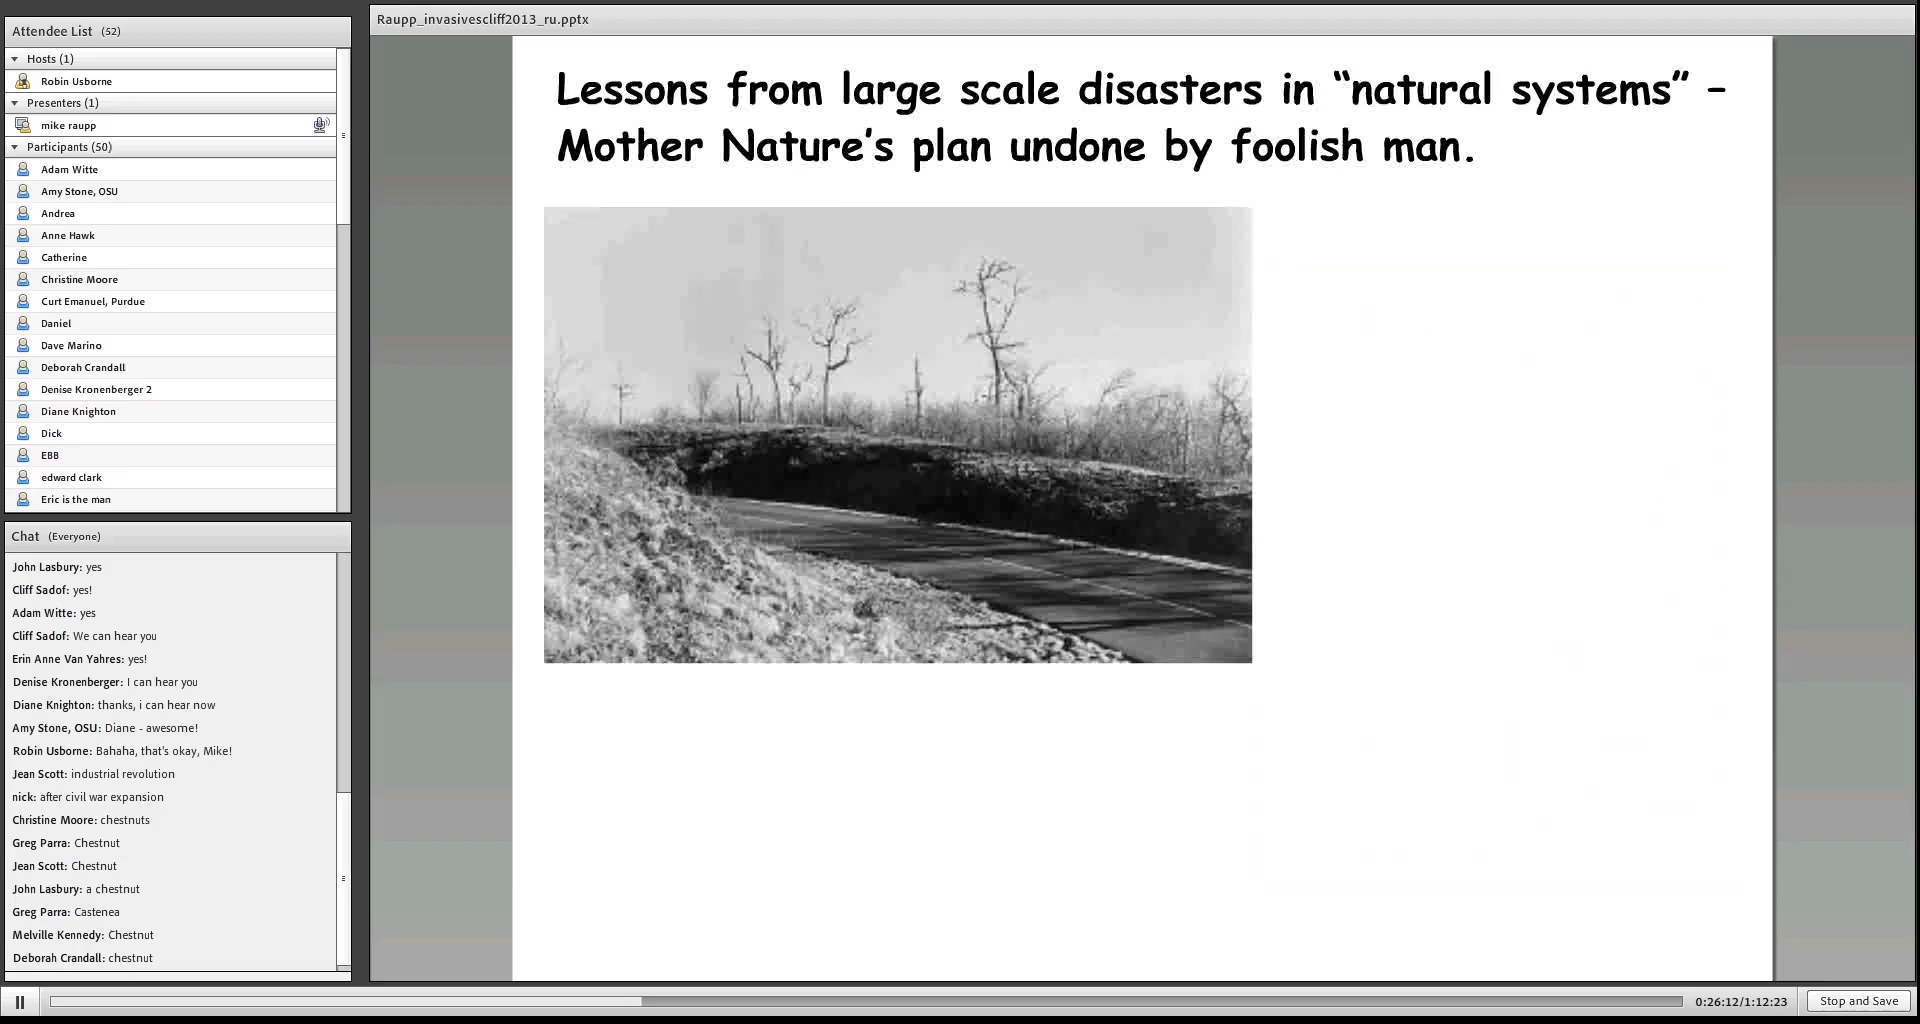 Attendee List (52)
Hosts (1)
Robin Usborne
Presenters (1)
mike raupp
Participants (50)
Adam Witte
Amy Stone, OSU
Andrea
Anne Hawk
Catherine
Christine Moore
Curt Emanuel, Purdue
Daniel
Dave Marino
Deborah Crandall
Denise Kronenberger 2
Diane Knighton
Dick
EBB
edward clark
Eric is the man
Chat (Everyone)
John Lasbury: yes
Cliff Sadof: yes!
Adam Witte: yes
Cliff Sadof: We can hear you
Erin Anne Van Yahres: yes!
Denise Kronenberger: I can hear you
Diane Knighton: thanks, i can hear now
Amy Stone, OSU: Diane - awesome!
Robin Usborne: Bahaha, that's okay, Mike!
Jean Scott: industrial revolution
nick: after civil war expansion
Christine Moore: chestnuts
Greg Parra: Chestnut
Jean Scott: Chestnut
John Lasbury: a chestnut
Greg Parra: Castenea
Melville Kennedy: Chestnut
Deborah Crandall: chestnut
Raupp_invasivescliff2013_ru.pptx
Lessons from large scale disasters in “natural systems” –
Mother Nature’s plan undone by foolish man.
0:26:12/1:12:23
Stop and Save